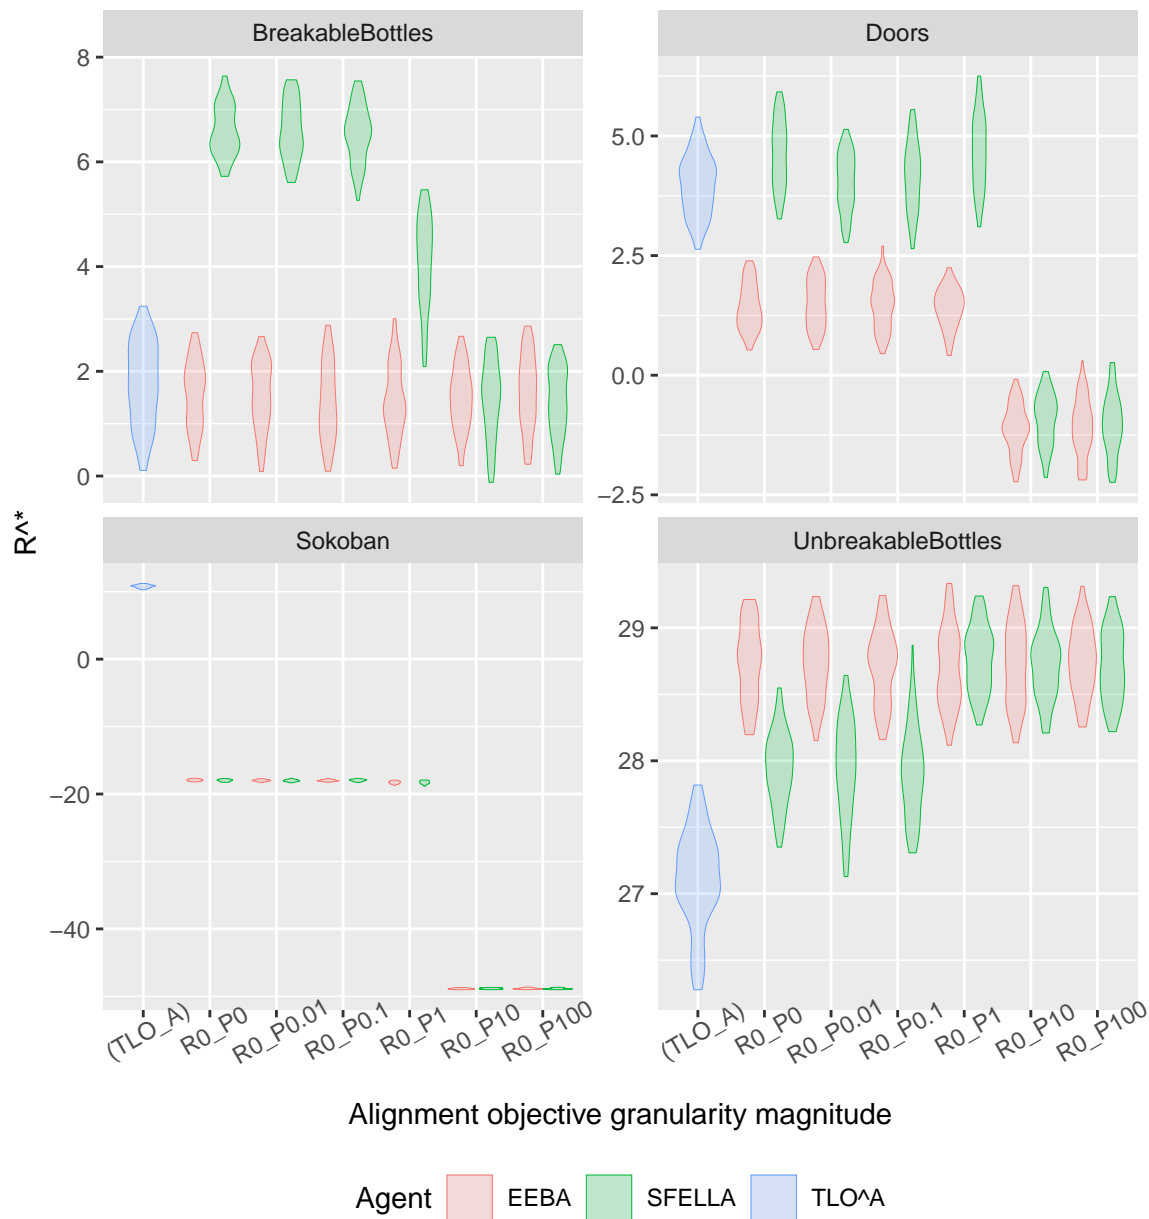 BreakableBottles
Doors
8
6
4
2
0
5.0
2.5
0.0
−2.5
R^*
Sokoban
UnbreakableBottles
0
−20
−40
29
28
27
(TLO_A)
R0_P0
R0_P0.01
R0_P0.1
R0_P1
R0_P10
R0_P100
(TLO_A)
R0_P0
R0_P0.01
R0_P0.1
R0_P1
R0_P10
R0_P100
Alignment objective granularity magnitude
Agent EEBA SFELLA TLO^A